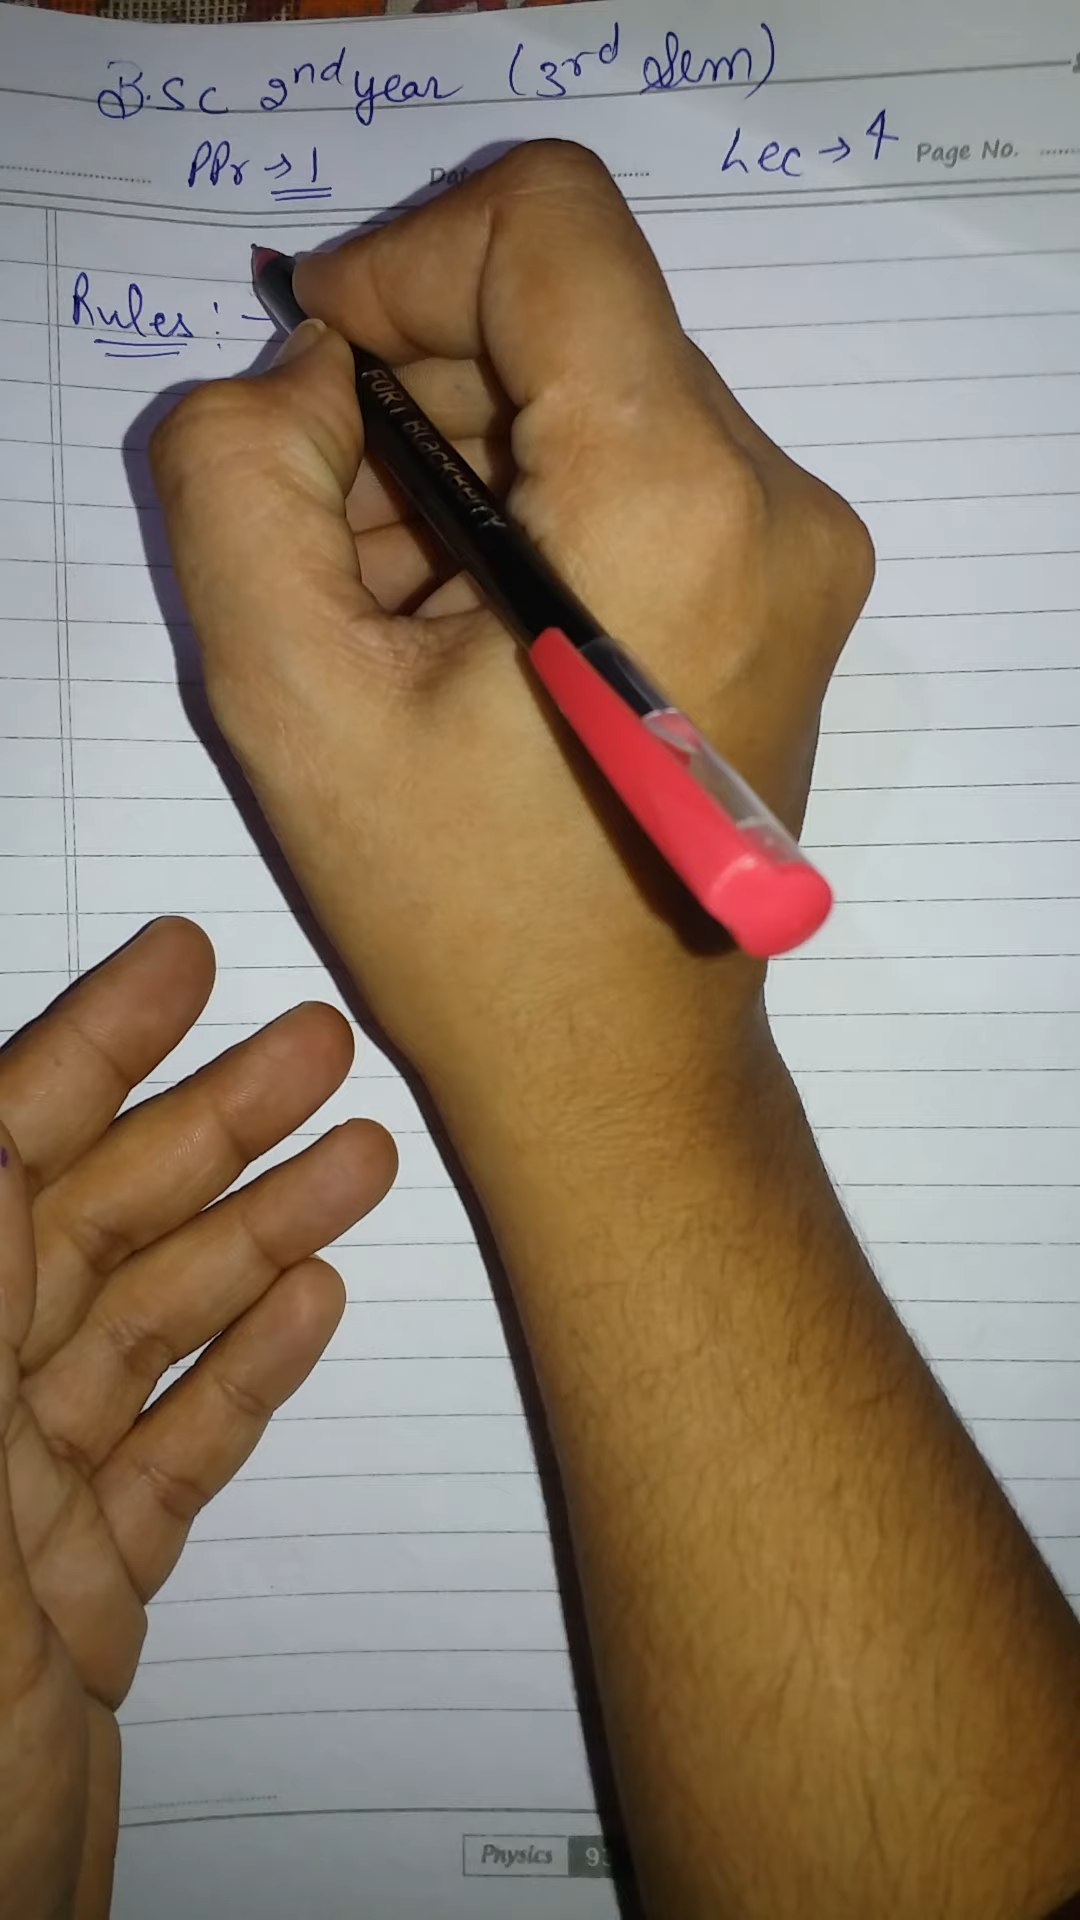 B.Sc 2nd year (3rd Sem)
PPr → 1 Lec → 4 Page No.
Rules : -
Physics